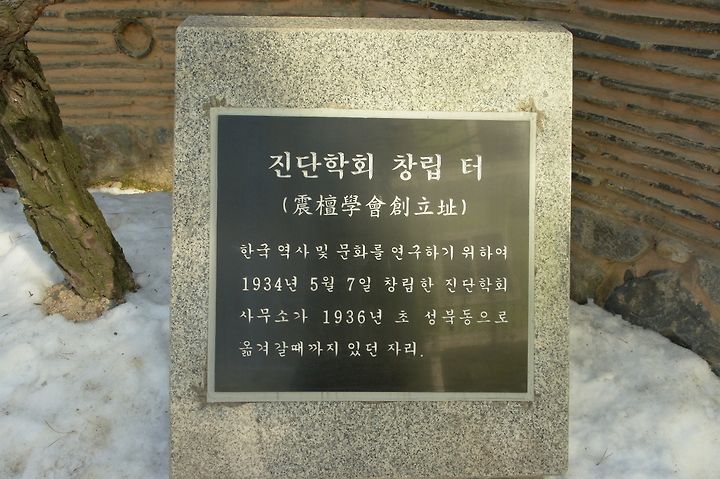 진단학회 창립 터
(震檀學會創立址)
한국 역사 및 문화를 연구하기 위하여
1934년 5월 7일 창립한 진단학회
사무소가 1936년 초 성북동으로
옮겨갈때까지 있던 자리.